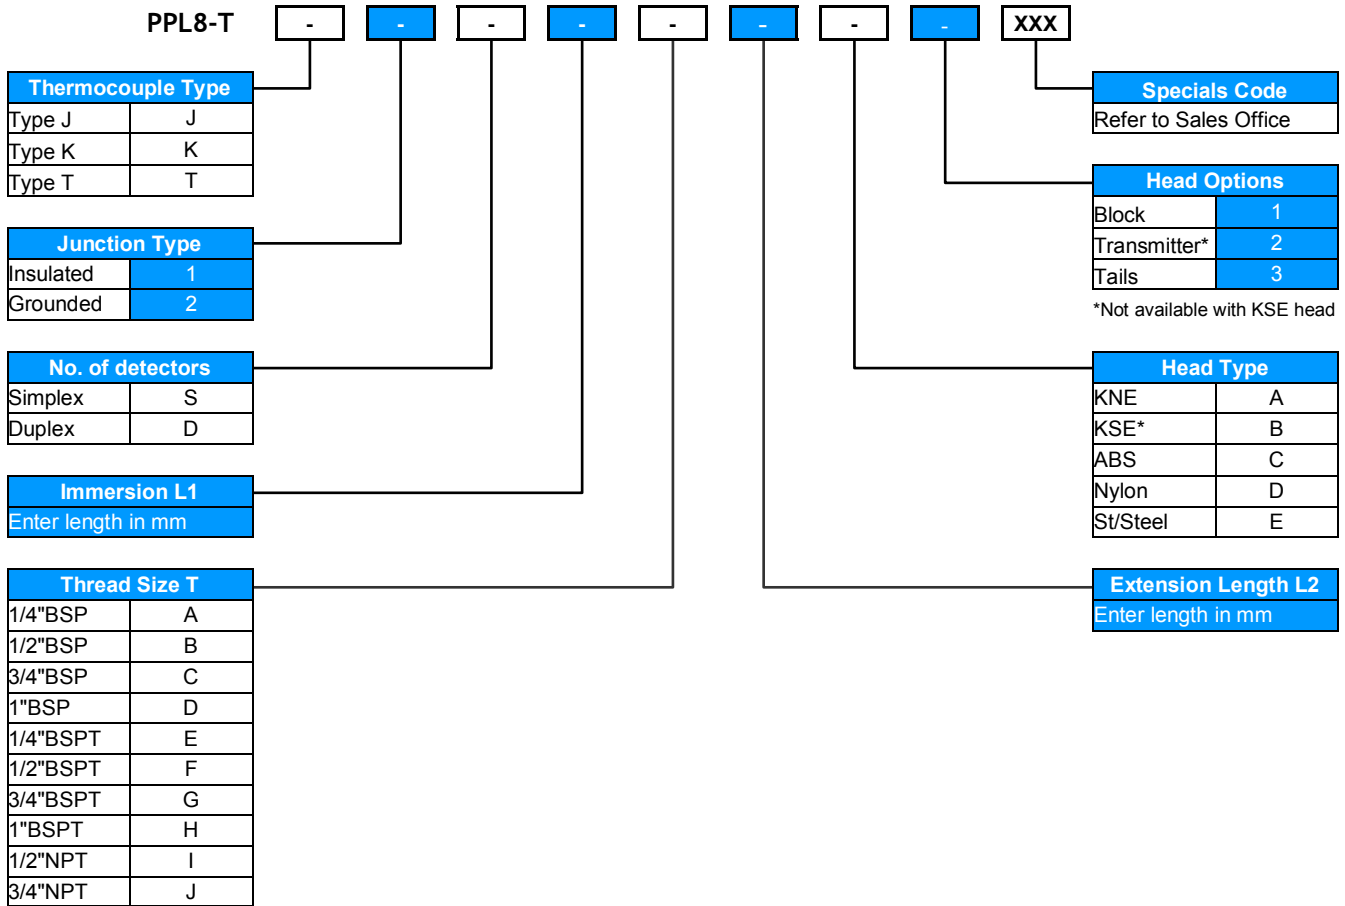 PPL8-T - - - - - - - - XXX
Thermocouple Type
Type J J
Type K K
Type T T
Junction Type
Insulated 1
Grounded 2
No. of detectors
Simplex S
Duplex D
Immersion L1
Enter length in mm
Thread Size T
1/4"BSP A
1/2"BSP B
3/4"BSP C
1"BSP D
1/4"BSPT E
1/2"BSPT F
3/4"BSPT G
1"BSPT H
1/2"NPT I
3/4"NPT J
Specials Code
Refer to Sales Office
Head Options
Block 1
Transmitter* 2
Tails 3
*Not available with KSE head
Head Type
KNE A
KSE* B
ABS C
Nylon D
St/Steel E
Extension Length L2
Enter length in mm